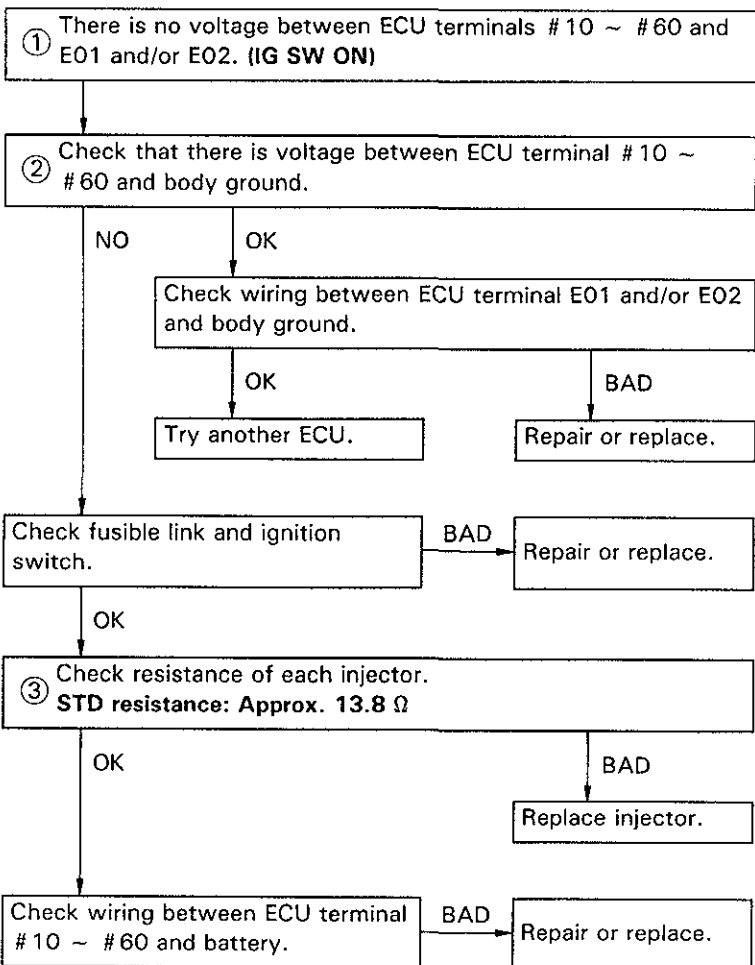 ① There is no voltage between ECU terminals #10 ~ #60 and
E01 and/or E02. (IG SW ON)
② Check that there is voltage between ECU terminal #10 ~
#60 and body ground.
NO
OK
Check wiring between ECU terminal E01 and/or E02
and body ground.
OK
BAD
Try another ECU.
Repair or replace.
Check fusible link and ignition
switch.
BAD
Repair or replace.
OK
③ Check resistance of each injector.
STD resistance: Approx. 13.8 Ω
OK
BAD
Replace injector.
Check wiring between ECU terminal
#10 ~ #60 and battery.
BAD
Repair or replace.